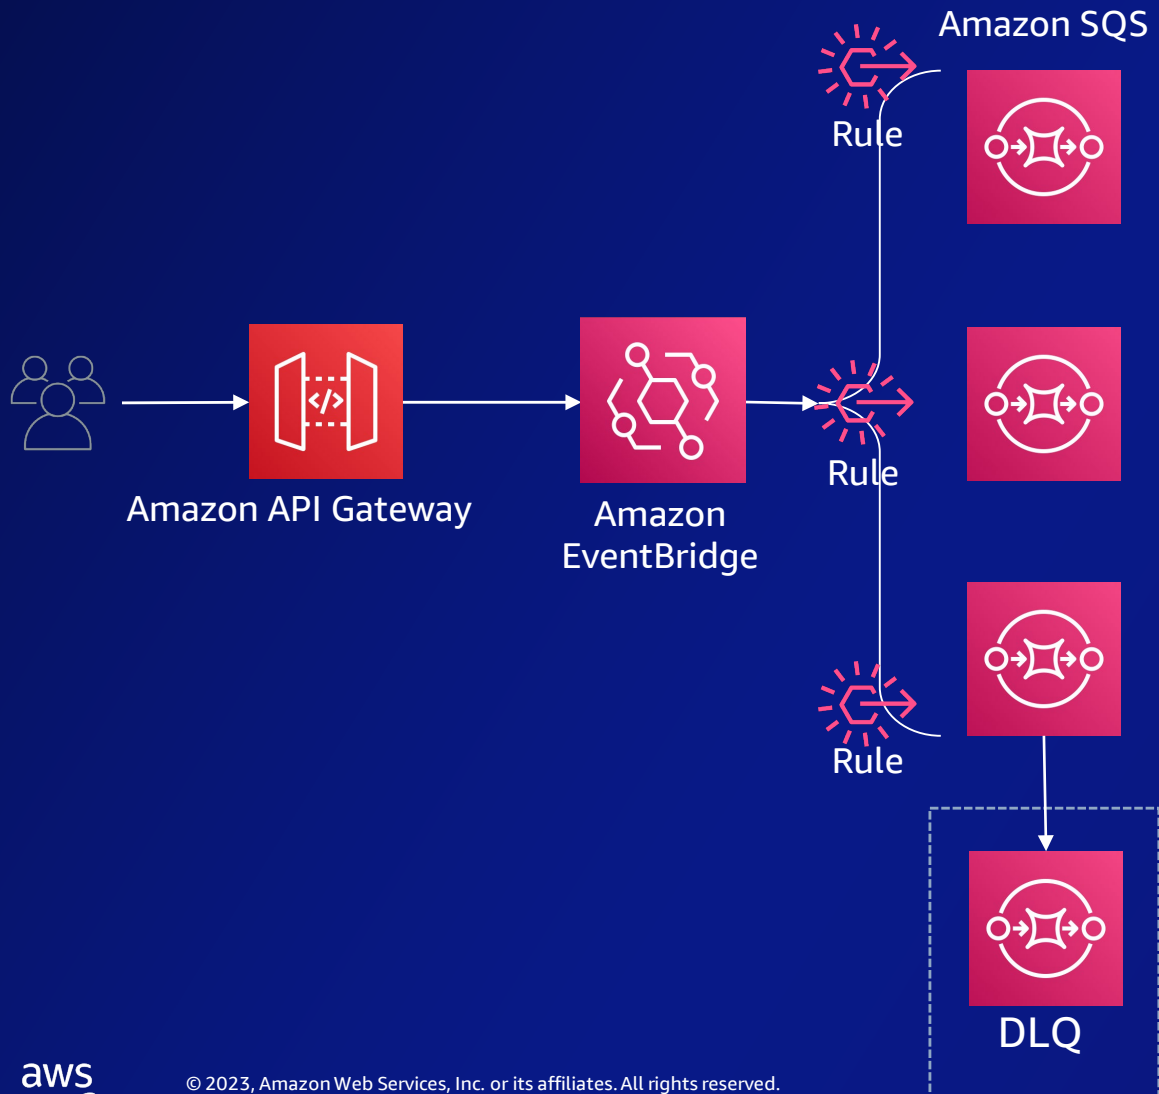 Amazon SQS
Rule
</>
Amazon API Gateway
Amazon
EventBridge
Rule
Rule
DLQ
aws
© 2023, Amazon Web Services, Inc. or its affiliates. All rights reserved.